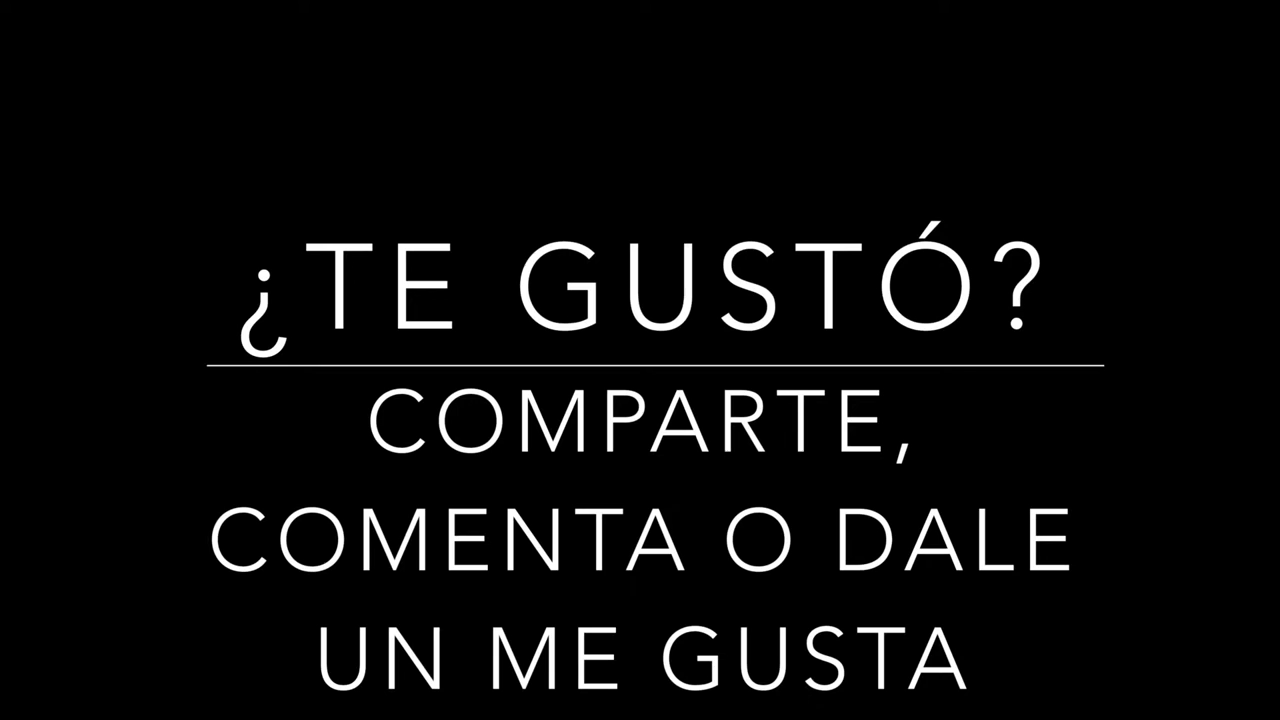 ¿TE GUSTÓ?
COMPARTE,
COMENTA O DALE
UN ME GUSTA